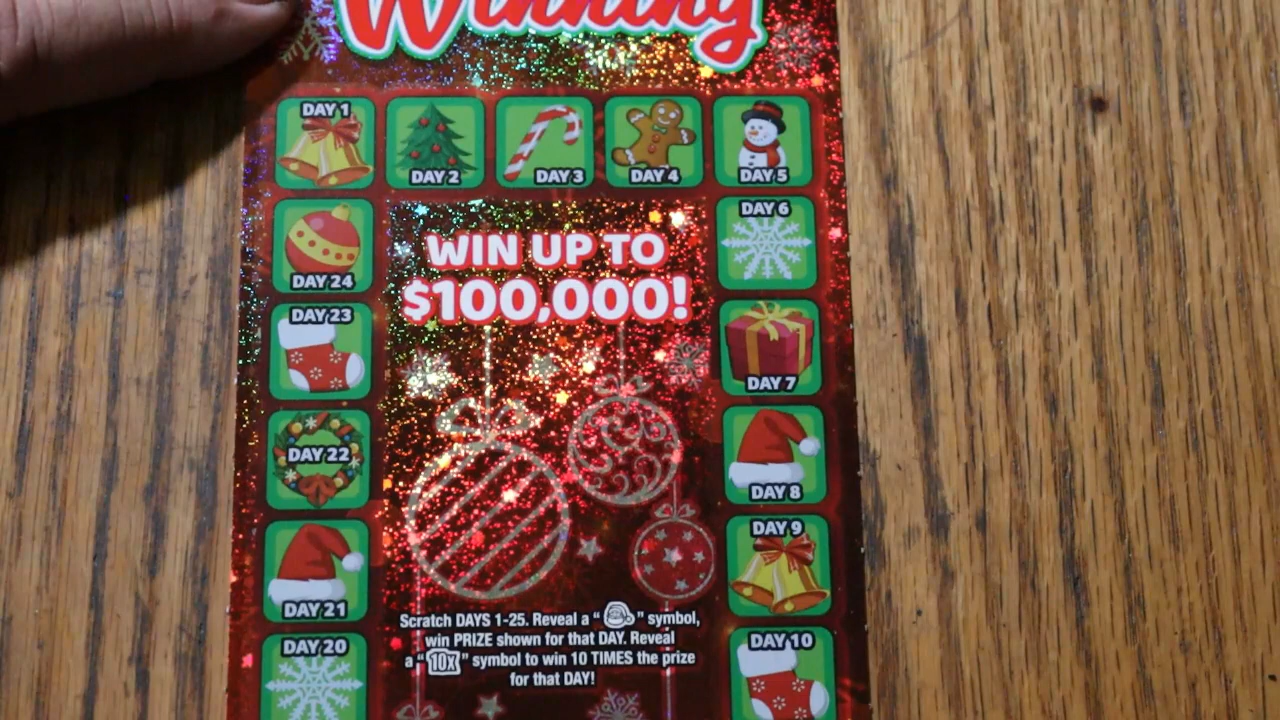 Winning
DAY 1
DAY 2
DAY 3
DAY 4
DAY 5
DAY 24
WIN UP TO
$100,000!
DAY 6
DAY 23
DAY 7
DAY 22
DAY 8
DAY 21
DAY 9
Scratch DAYS 1-25. Reveal a “ ” symbol,
win PRIZE shown for that DAY. Reveal
a “10X” symbol to win 10 TIMES the prize
for that DAY!
DAY 20
DAY 10